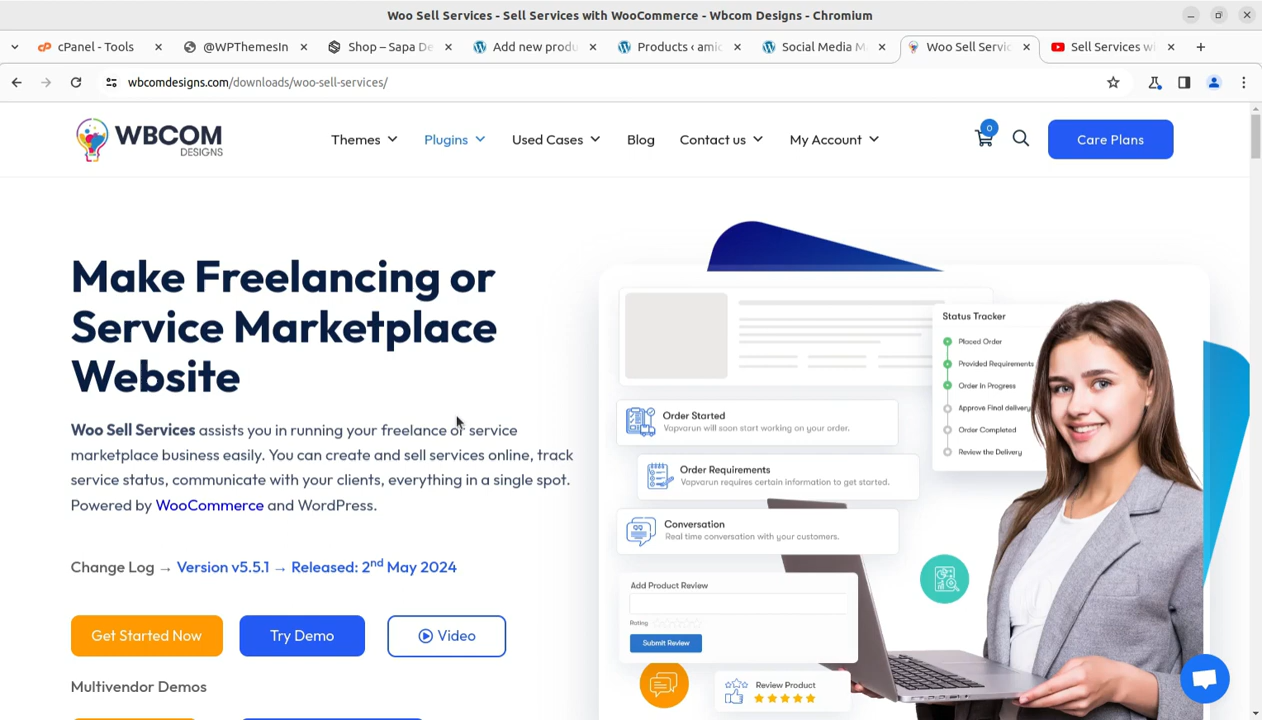 Woo Sell Services - Sell Services with WooCommerce - Wbcom Designs - Chromium
cPanel - Tools
@WPThemesIn
Shop – Sapa De
Add new produ
Products ‹ amic
Social Media M
Woo Sell Servic
Sell Services wi
wbcomdesigns.com/downloads/woo-sell-services/
WBCOM
DESIGNS
Themes
Plugins
Used Cases
Blog
Contact us
My Account
0
Care Plans
Make Freelancing or
Service Marketplace
Website
Woo Sell Services assists you in running your freelance or service
marketplace business easily. You can create and sell services online, track
service status, communicate with your clients, everything in a single spot.
Powered by WooCommerce and WordPress.
Change Log → Version v5.5.1 → Released: 2nd May 2024
Get Started Now
Try Demo
Video
Multivendor Demos
Status Tracker
Placed Order
Provided Requirements
Order In Progress
Approve Final delivery
Order Completed
Review the Delivery
Order Started
Vapvarun will soon start working on your order.
Order Requirements
Vapvarun requires certain information to get started.
Conversation
Real time conversation with your customers.
Add Product Review
Rating
Submit Review
Review Product